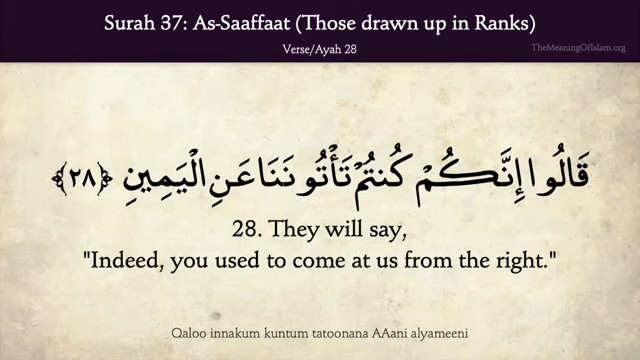 Surah 37: As-Saaffaat (Those drawn up in Ranks)
Verse/Ayah 28
TheMeaningOfIslam.org
قَالُوا إِنَّكُمْ كُنتُمْ تَأْتُونَنَا عَنِ الْيَمِينِ ﴿٢٨﴾
28. They will say,
"Indeed, you used to come at us from the right."
Qaloo innakum kuntum tatoonana AAani alyameeni